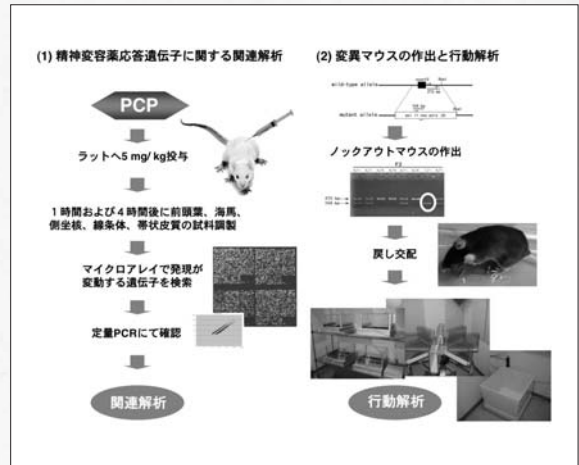 (1) 精神変容薬応答遺伝子に関する関連解析
PCP
ラットへ5 mg/kg投与
1時間および4時間後に前頭葉、海馬、
側坐核、線条体、帯状皮質の試料調製
マイクロアレイで発現が
変動する遺伝子を検索
定量PCRにて確認
関連解析
(2) 変異マウスの作出と行動解析
wild-type allele
mutant allele
ノックアウトマウスの作出
F2
戻し交配
行動解析